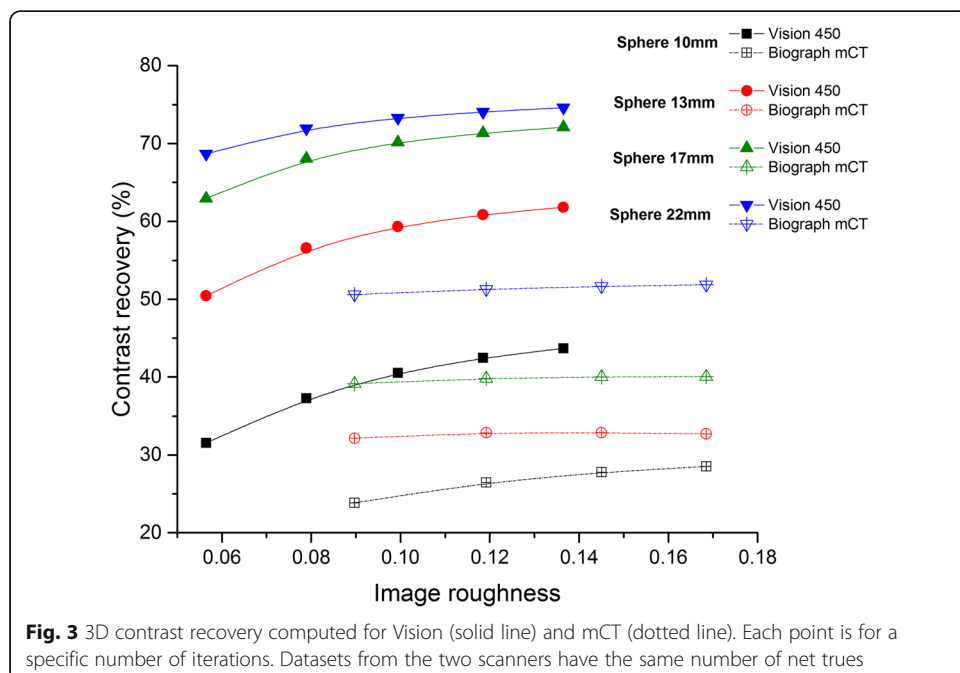 Sphere 10mm
Vision 450
Biograph mCT
Sphere 13mm
Vision 450
Biograph mCT
Sphere 17mm
Vision 450
Biograph mCT
Sphere 22mm
Vision 450
Biograph mCT
Contrast recovery (%)
80
70
60
50
40
30
20
0.06 0.08 0.10 0.12 0.14 0.16 0.18
Image roughness
Fig. 3 3D contrast recovery computed for Vision (solid line) and mCT (dotted line). Each point is for a
specific number of iterations. Datasets from the two scanners have the same number of net trues